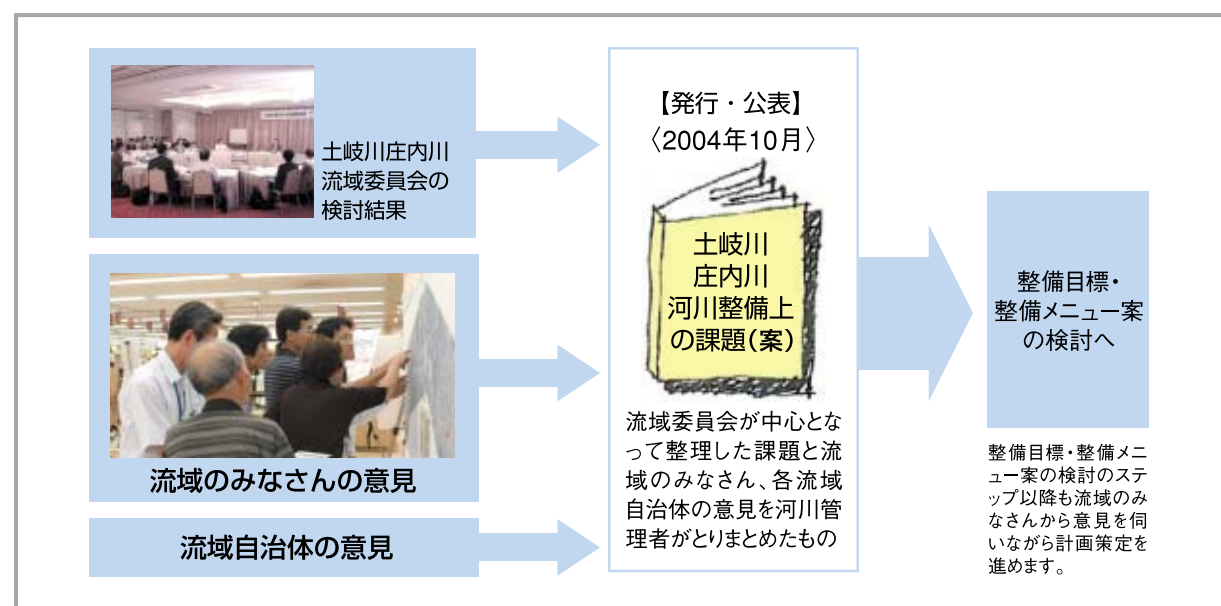 土岐川庄内川
流域委員会の
検討結果
流域のみなさんの意見
流域自治体の意見
【発行・公表】
〈2004年10月〉
土岐川
庄内川
河川整備上
の課題(案)
流域委員会が中心とな
って整理した課題と流
域のみなさん、各流域
自治体の意見を河川管
理者がとりまとめたもの
整備目標・
整備メニュー案
の検討へ
整備目標・整備メニ
ュー案の検討のステ
ップ以降も流域のみ
なさんから意見を伺
いながら計画策定を
進めます。